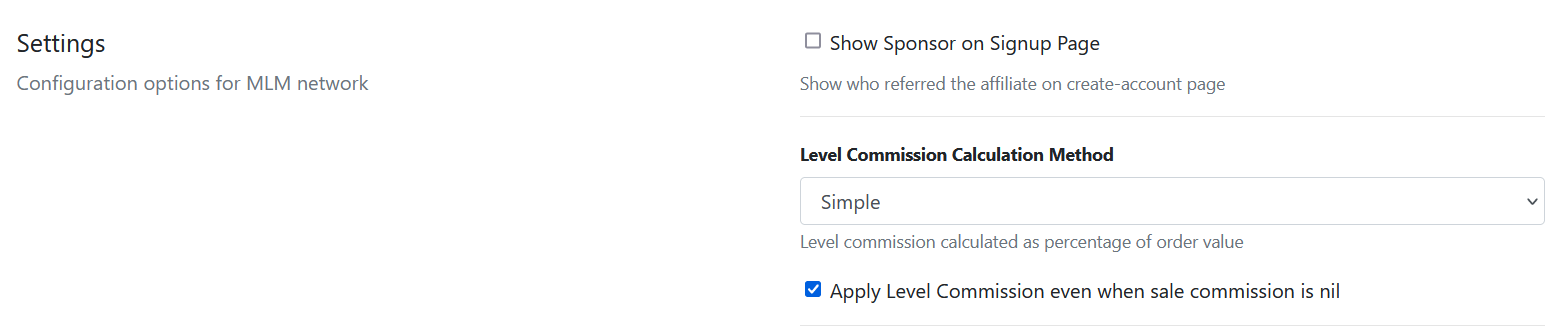 Settings
Configuration options for MLM network
Show Sponsor on Signup Page
Show who referred the affiliate on create-account page
Level Commission Calculation Method
Simple
Level commission calculated as percentage of order value
Apply Level Commission even when sale commission is nil